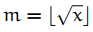 m = ⌊√x⌋